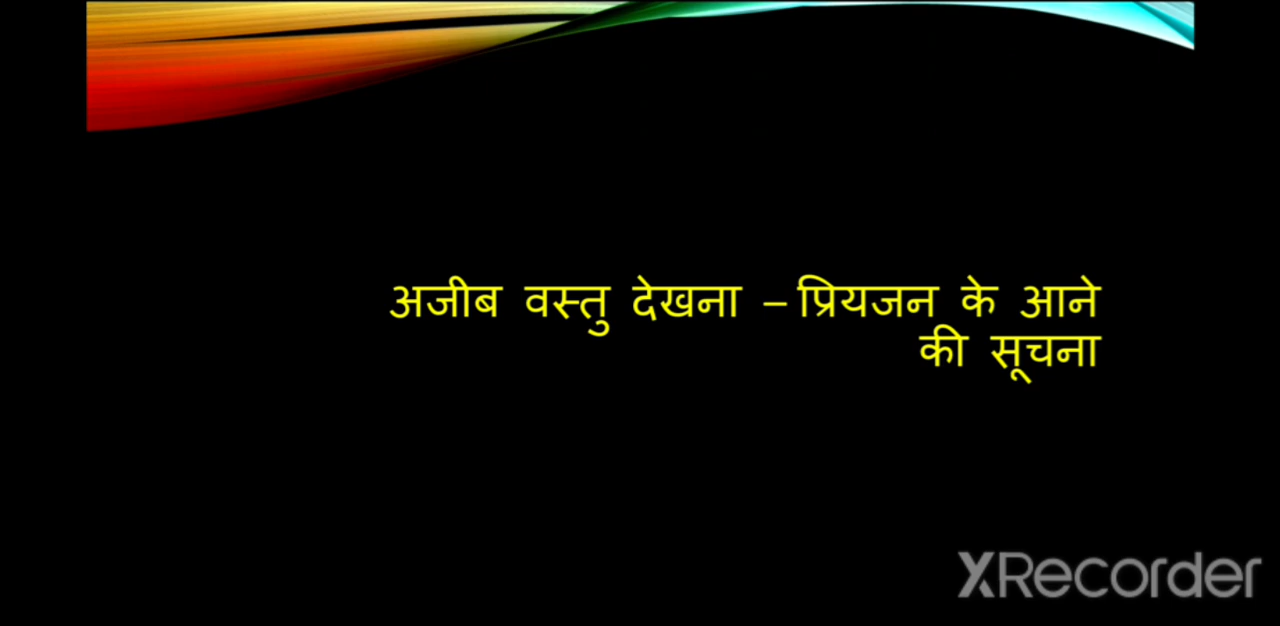 अजीब वस्तु देखना – प्रियजन के आने
की सूचना
XRecorder